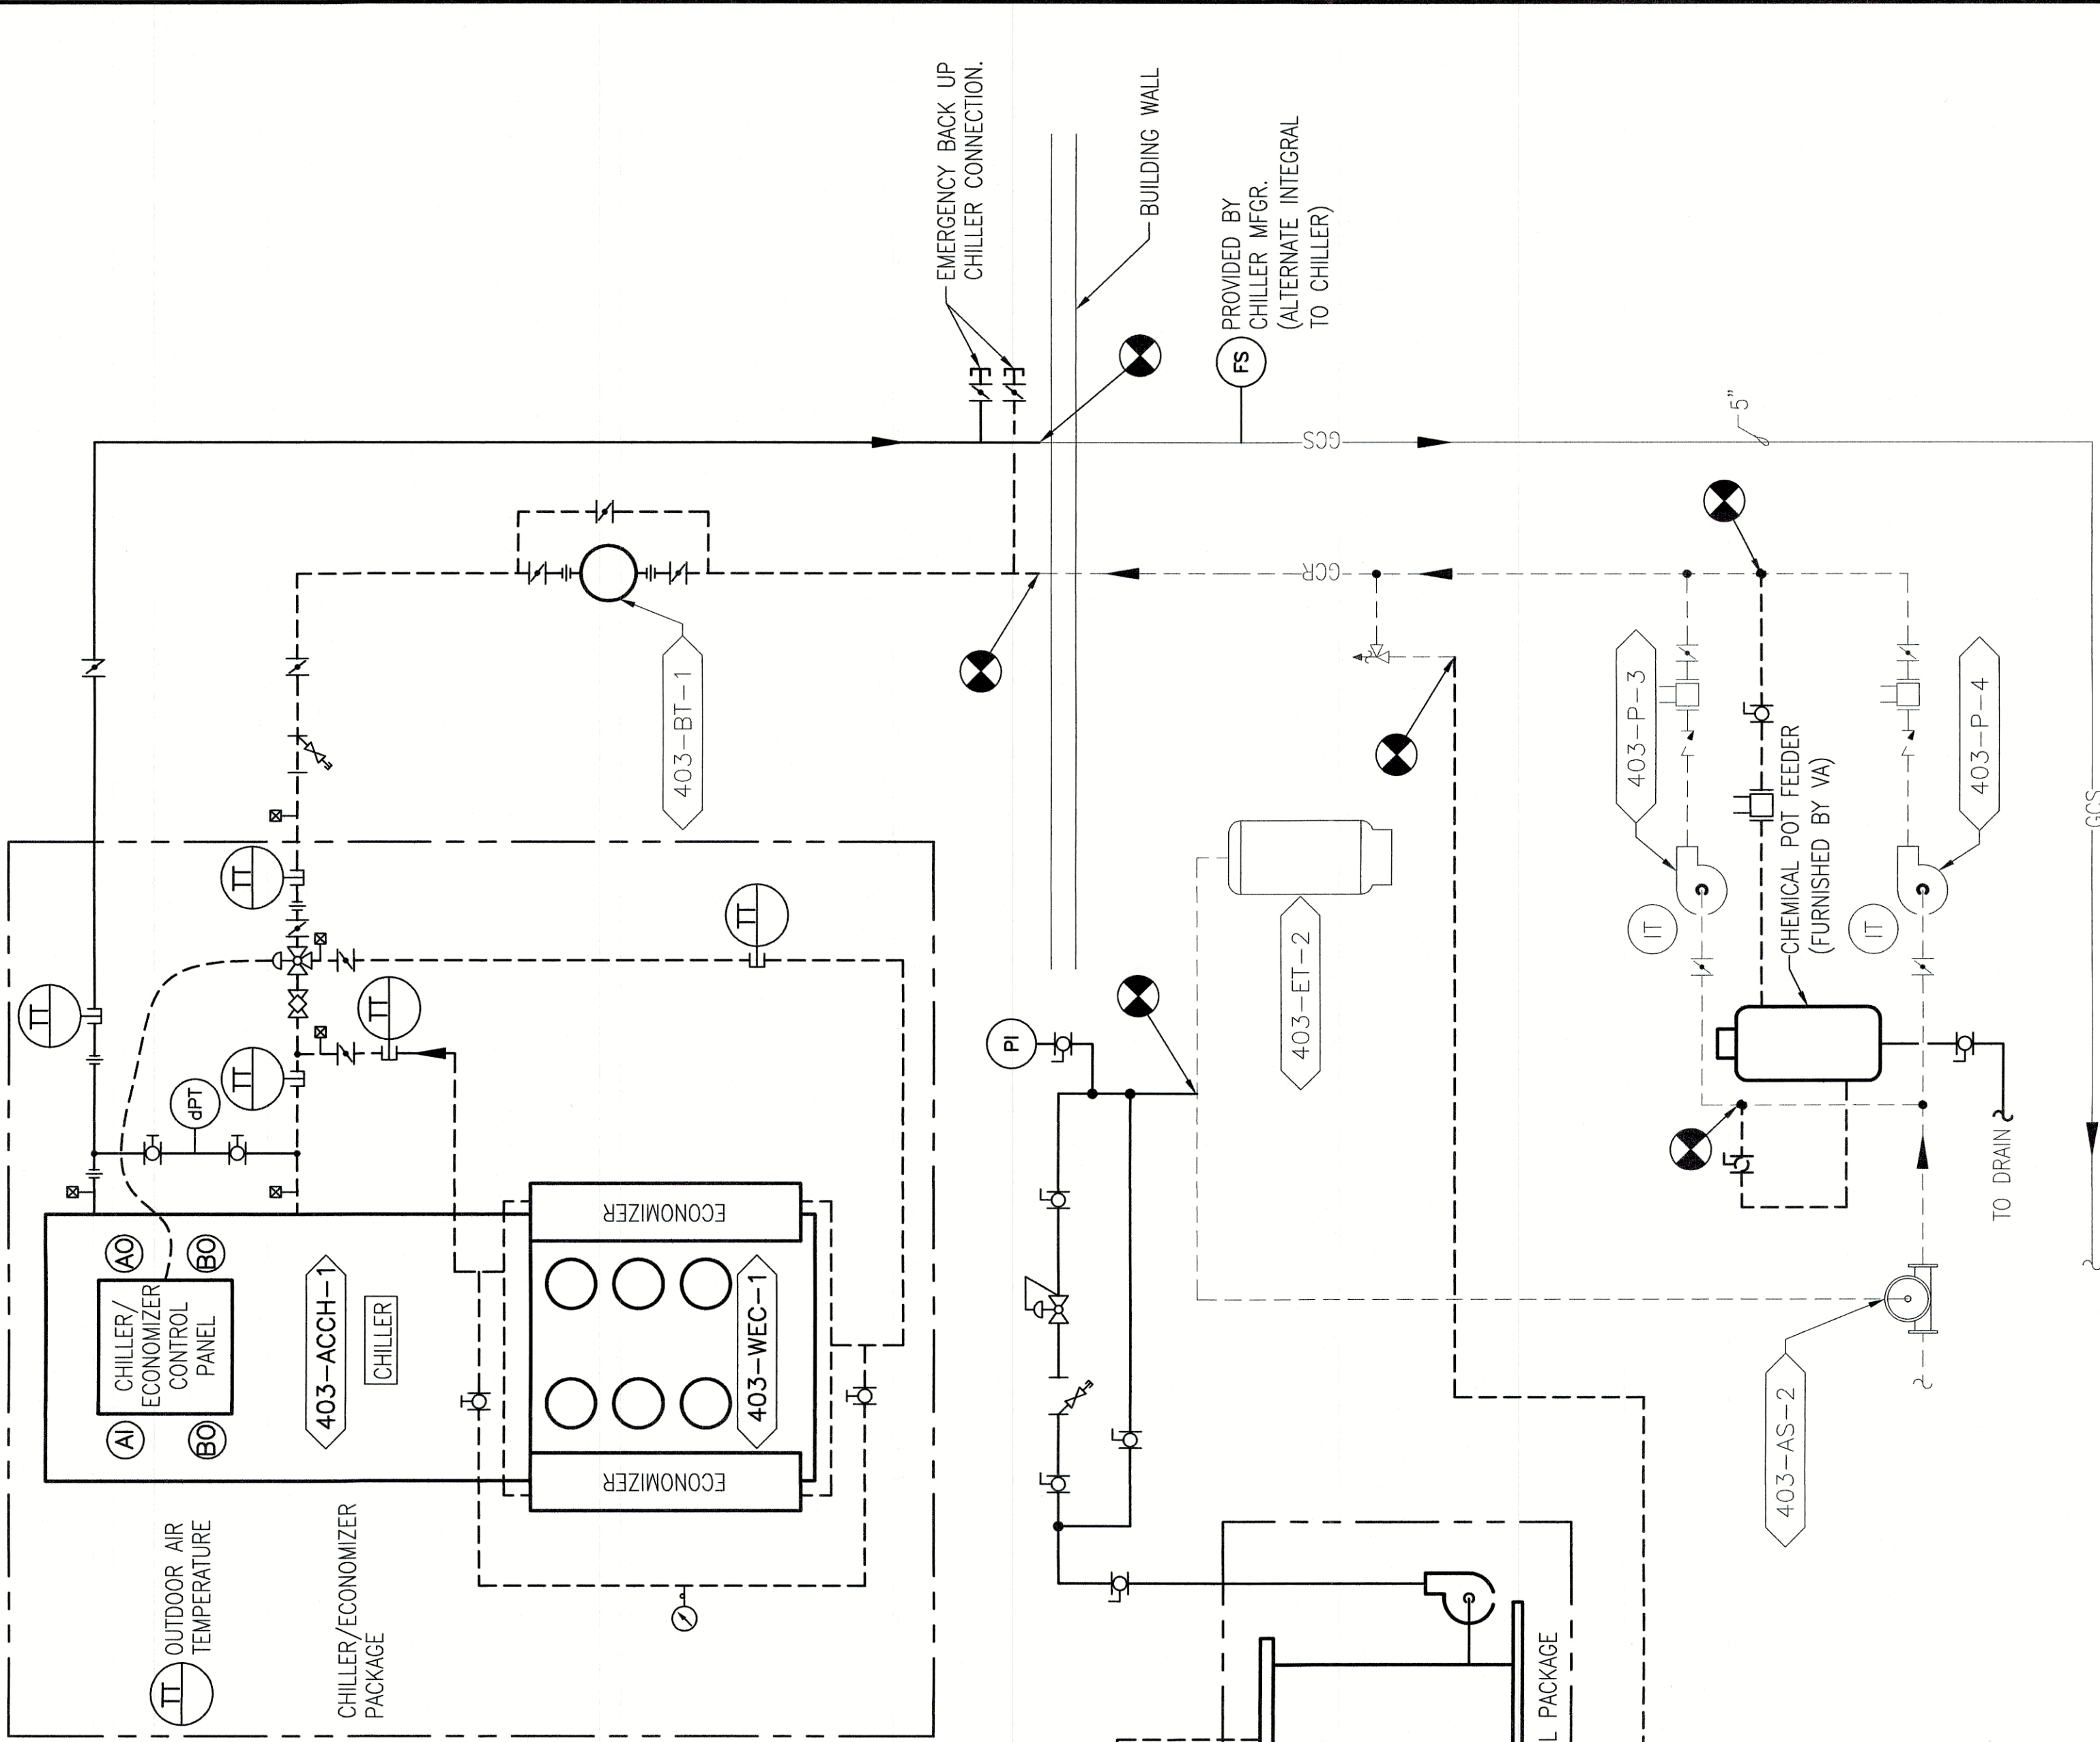 EMERGENCY BACK UP
CHILLER CONNECTION.
BUILDING WALL
PROVIDED BY
CHILLER MFGR.
(ALTERNATE INTEGRAL
TO CHILLER)
FS
GCS
5"
GCR
403-BT-1
403-P-3
403-P-4
CHEMICAL POT FEEDER
(FURNISHED BY VA)
IT
IT
GCS
TO DRAIN
403-ET-2
403-AS-2
PI
TT
TT
TT
TT
TT
dPT
AO
BO
AI
BO
CHILLER/
ECONOMIZER
CONTROL
PANEL
403-ACCH-1
CHILLER
ECONOMIZER
403-WEC-1
ECONOMIZER
TT
OUTDOOR AIR
TEMPERATURE
CHILLER/ECONOMIZER
PACKAGE
L PACKAGE